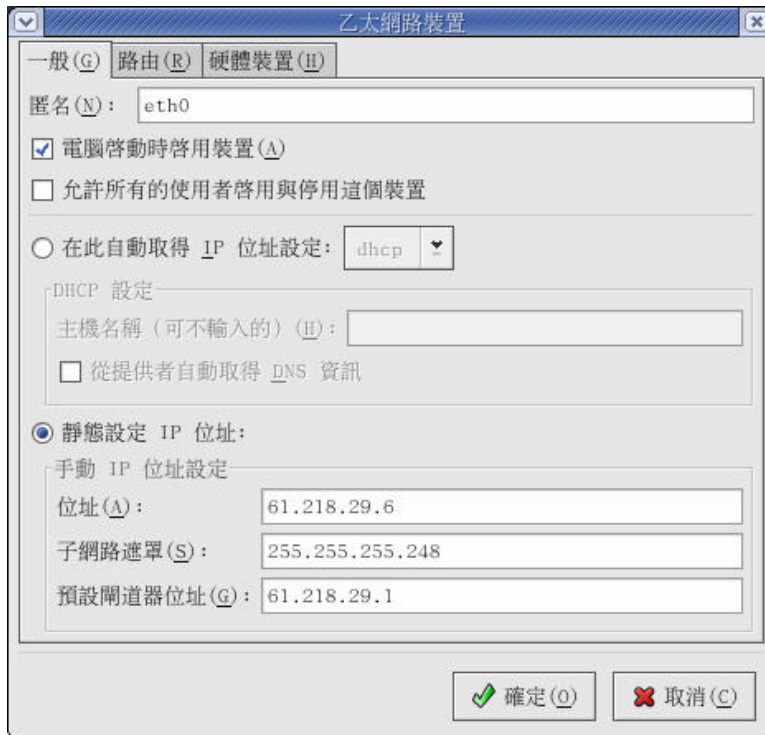 乙太網路裝置
一般(G) 路由(R) 硬體裝置(H)
匿名(N): eth0
電腦啓動時啓用裝置(A)
允許所有的使用者啓用與停用這個裝置
在此自動取得 IP 位址設定: dhcp
DHCP 設定
主機名稱 (可不輸入的) (H):
從提供者自動取得 DNS 資訊
靜態設定 IP 位址:
手動 IP 位址設定
位址(A): 61.218.29.6
子網路遮罩(S): 255.255.255.248
預設閘道器位址(G): 61.218.29.1
確定(O) 取消(C)